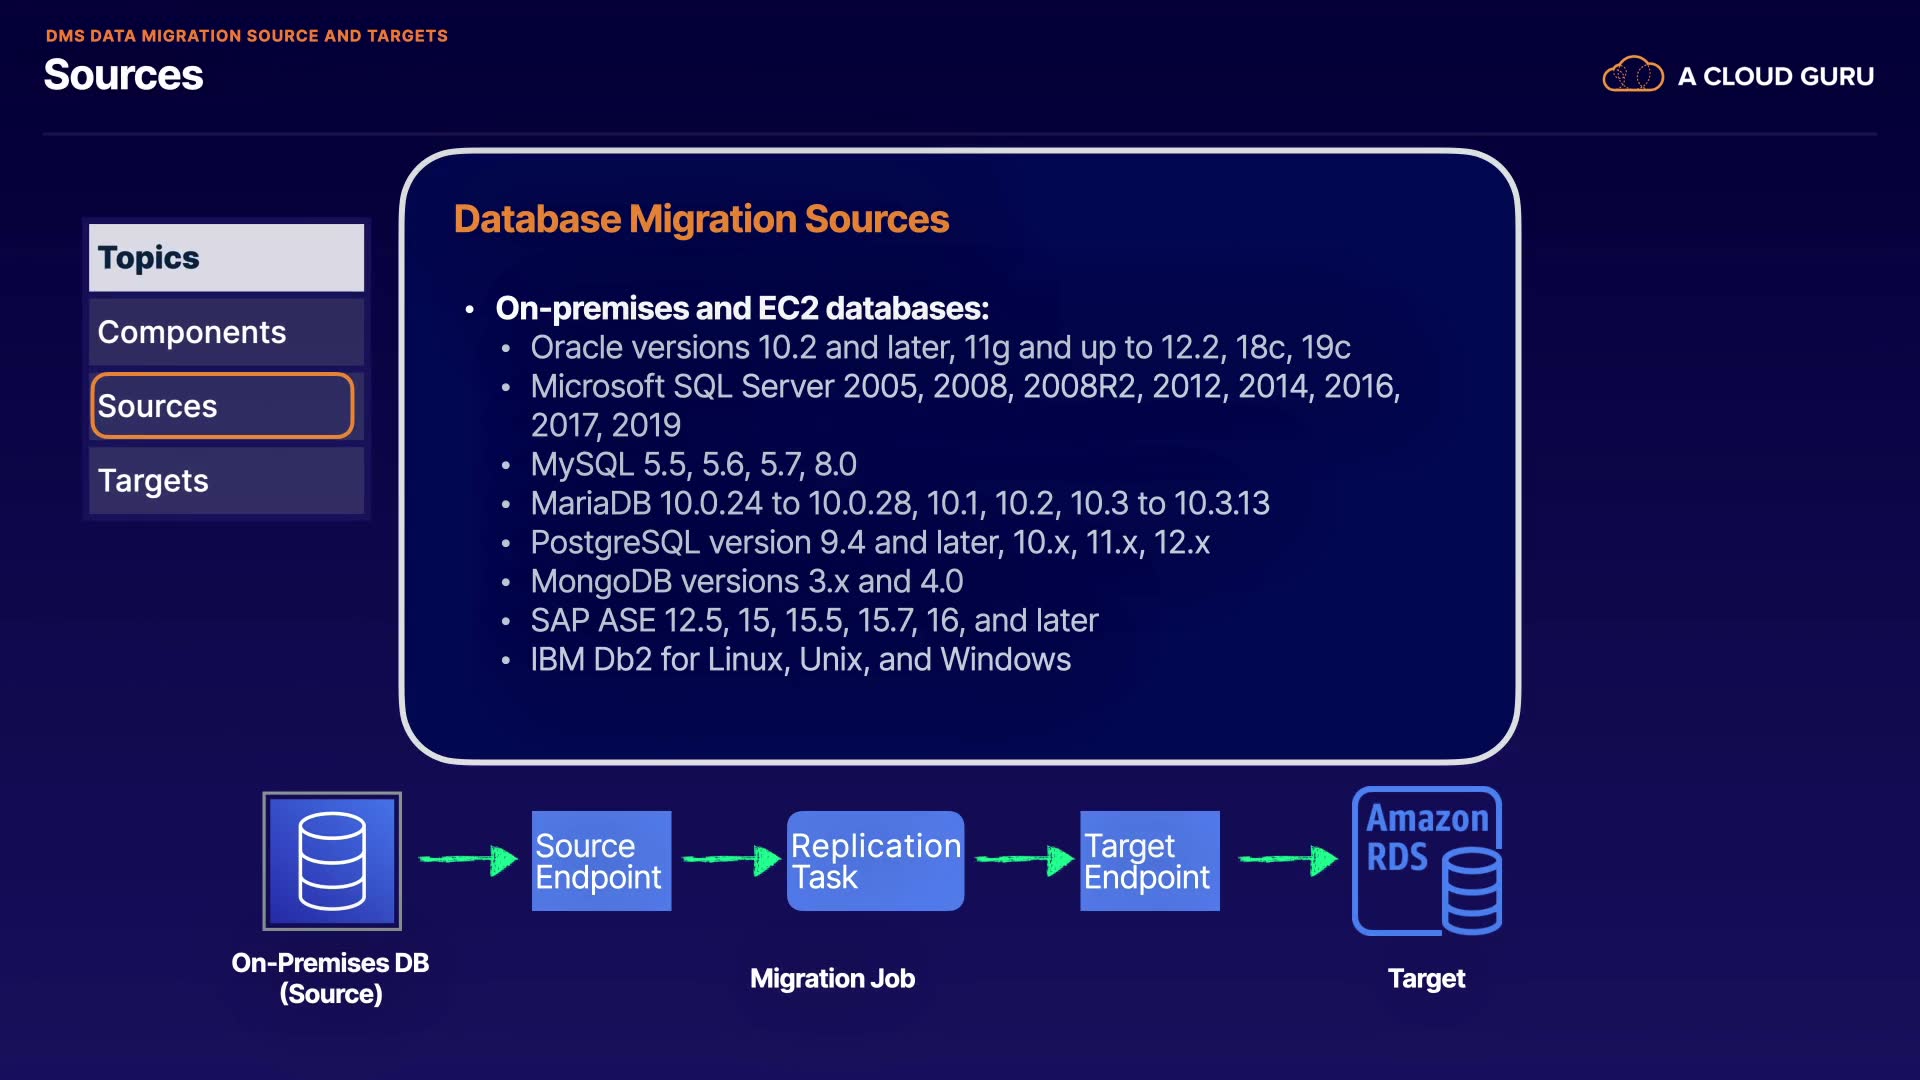 DMS DATA MIGRATION SOURCE AND TARGETS
Sources
A CLOUD GURU
Topics
Components
Sources
Targets
Database Migration Sources
• On-premises and EC2 databases:
• Oracle versions 10.2 and later, 11g and up to 12.2, 18c, 19c
• Microsoft SQL Server 2005, 2008, 2008R2, 2012, 2014, 2016,
2017, 2019
• MySQL 5.5, 5.6, 5.7, 8.0
• MariaDB 10.0.24 to 10.0.28, 10.1, 10.2, 10.3 to 10.3.13
• PostgreSQL version 9.4 and later, 10.x, 11.x, 12.x
• MongoDB versions 3.x and 4.0
• SAP ASE 12.5, 15, 15.5, 15.7, 16, and later
• IBM Db2 for Linux, Unix, and Windows
Source
Endpoint
Replication
Task
Target
Endpoint
Amazon
RDS
On-Premises DB
(Source)
Migration Job
Target